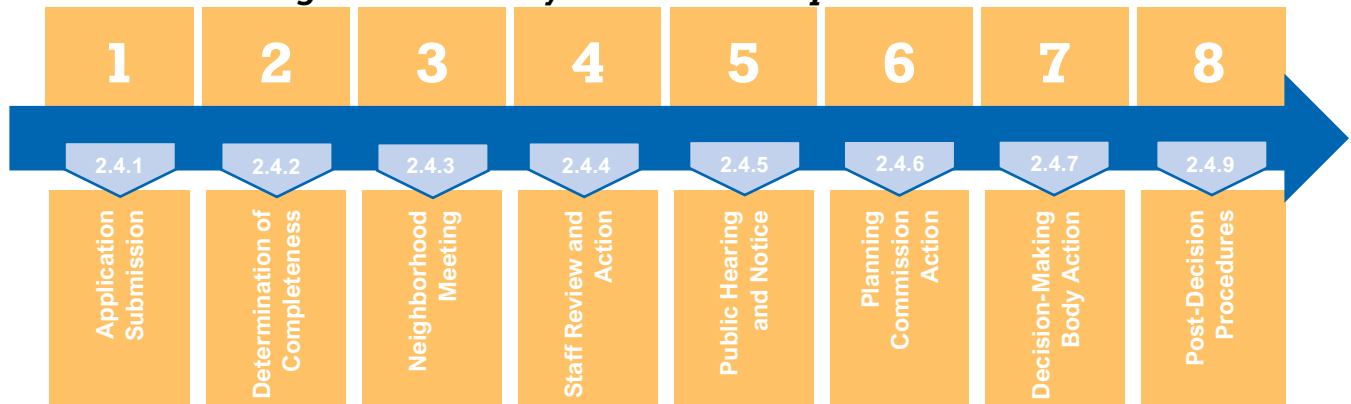 1 2 3 4 5 6 7 8
2.4.1 2.4.2 2.4.3 2.4.4 2.4.5 2.4.6 2.4.7 2.4.9
Application
Submission
Determination of
Completeness
Neighborhood
Meeting
Staff Review and
Action
Public Hearing
and Notice
Planning
Commission
Action
Decision-Making
Body Action
Post-Decision
Procedures